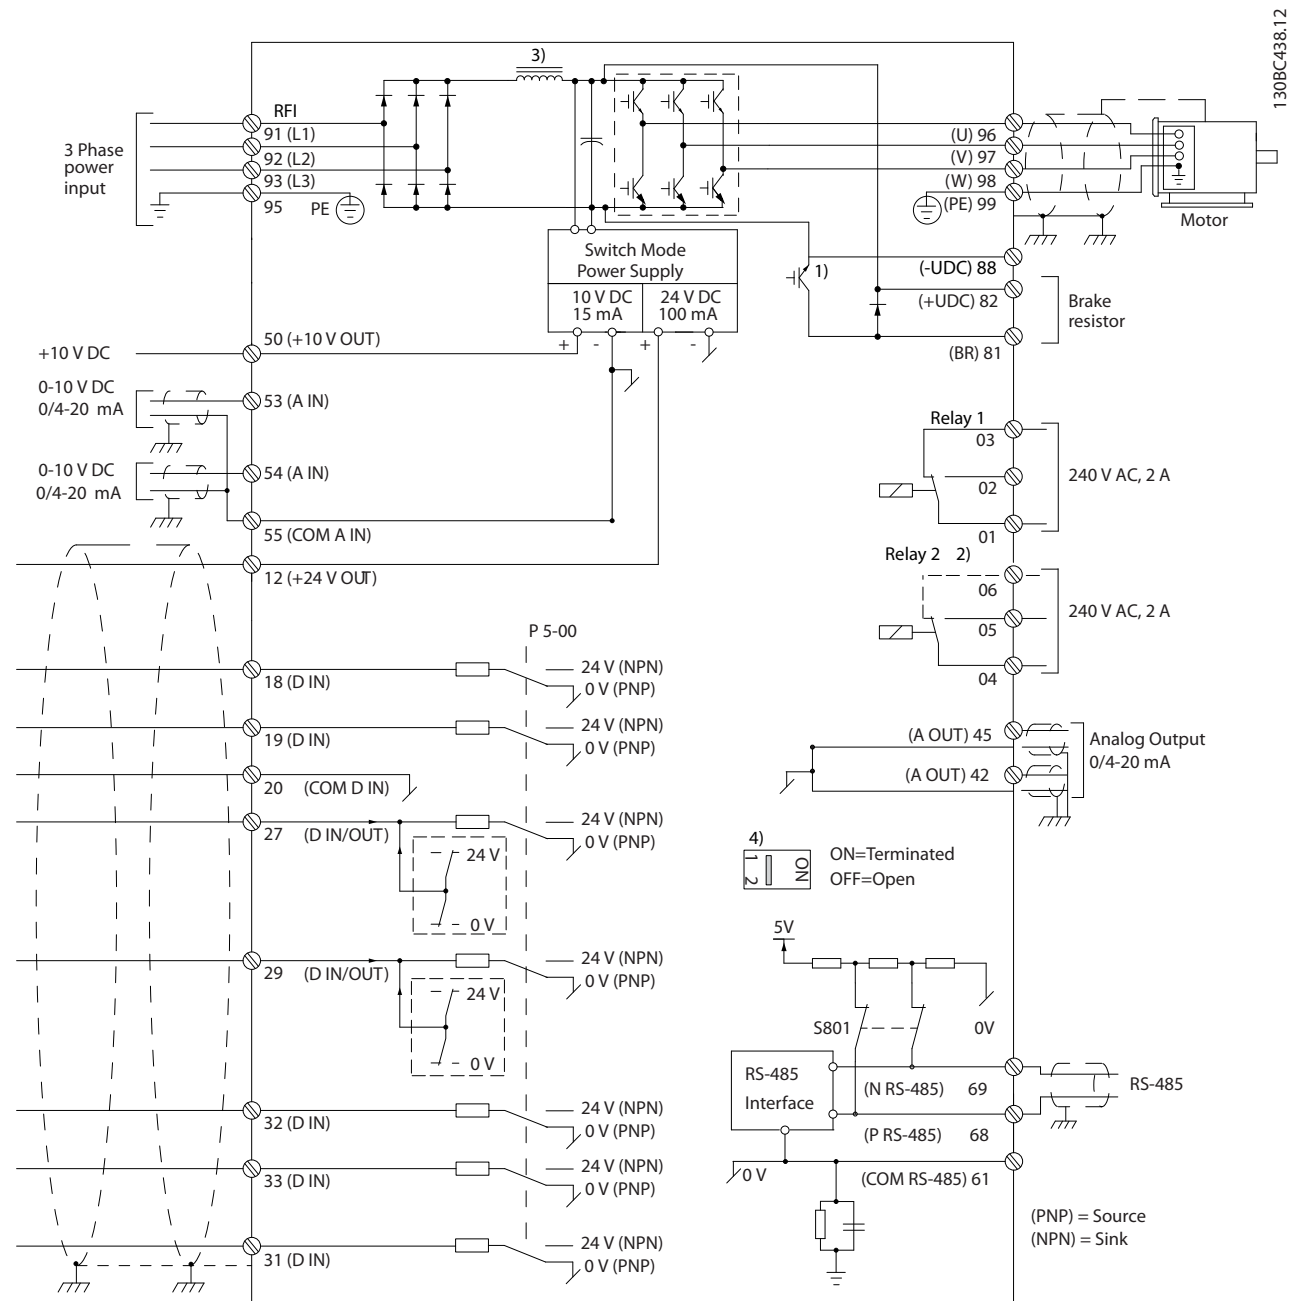 130BC438.12
3)
RFI
91 (L1)
92 (L2)
93 (L3)
95
PE
3 Phase
power
input
(U) 96
(V) 97
(W) 98
(PE) 99
Motor
Switch Mode
Power Supply
10 V DC
15 mA
24 V DC
100 mA
+ - + -
1)
(-UDC) 88
(+UDC) 82
(BR) 81
Brake
resistor
+10 V DC
50 (+10 V OUT)
0-10 V DC
0/4-20 mA
53 (A IN)
0-10 V DC
0/4-20 mA
54 (A IN)
55 (COM A IN)
12 (+24 V OUT)
Relay 1
03
02
01
240 V AC, 2 A
Relay 2 2)
06
05
04
240 V AC, 2 A
P 5-00
18 (D IN)
24 V (NPN)
0 V (PNP)
19 (D IN)
24 V (NPN)
0 V (PNP)
20 (COM D IN)
27 (D IN/OUT)
24 V (NPN)
0 V (PNP)
24 V
0 V
29 (D IN/OUT)
24 V (NPN)
0 V (PNP)
24 V
0 V
32 (D IN)
24 V (NPN)
0 V (PNP)
33 (D IN)
24 V (NPN)
0 V (PNP)
31 (D IN)
24 V (NPN)
0 V (PNP)
(A OUT) 45
(A OUT) 42
Analog Output
0/4-20 mA
4)
1 2 ON
ON=Terminated
OFF=Open
5V
S801
0V
RS-485
Interface
(N RS-485) 69
(P RS-485) 68
RS-485
0 V
(COM RS-485) 61
(PNP) = Source
(NPN) = Sink